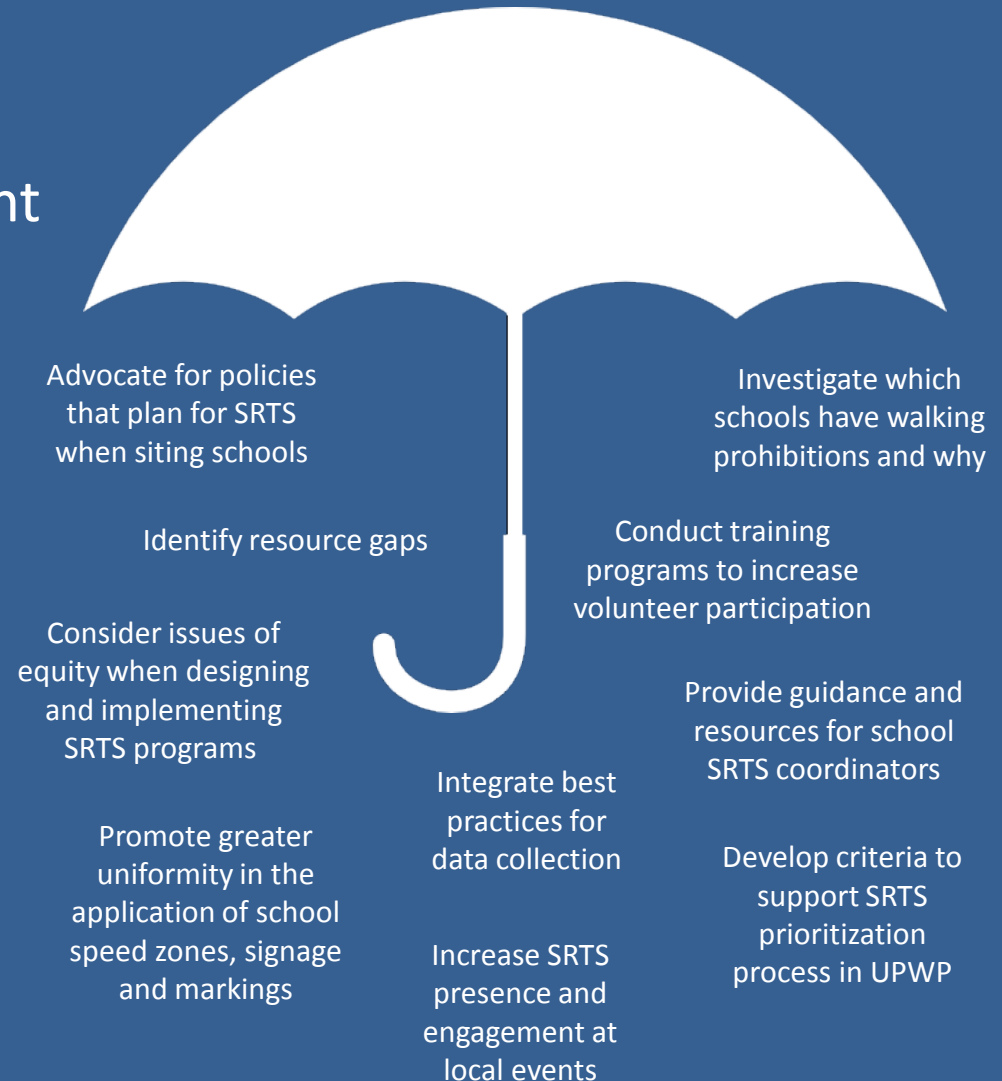 nt
Advocate for policies
that plan for SRTS
when siting schools
Investigate which
schools have walking
prohibitions and why
Identify resource gaps
Conduct training
programs to increase
volunteer participation
Consider issues of
equity when designing
and implementing
SRTS programs
Provide guidance and
resources for school
SRTS coordinators
Integrate best
practices for
data collection
Promote greater
uniformity in the
application of school
speed zones, signage
and markings
Develop criteria to
support SRTS
prioritization
process in UPWP
Increase SRTS
presence and
engagement at
local events